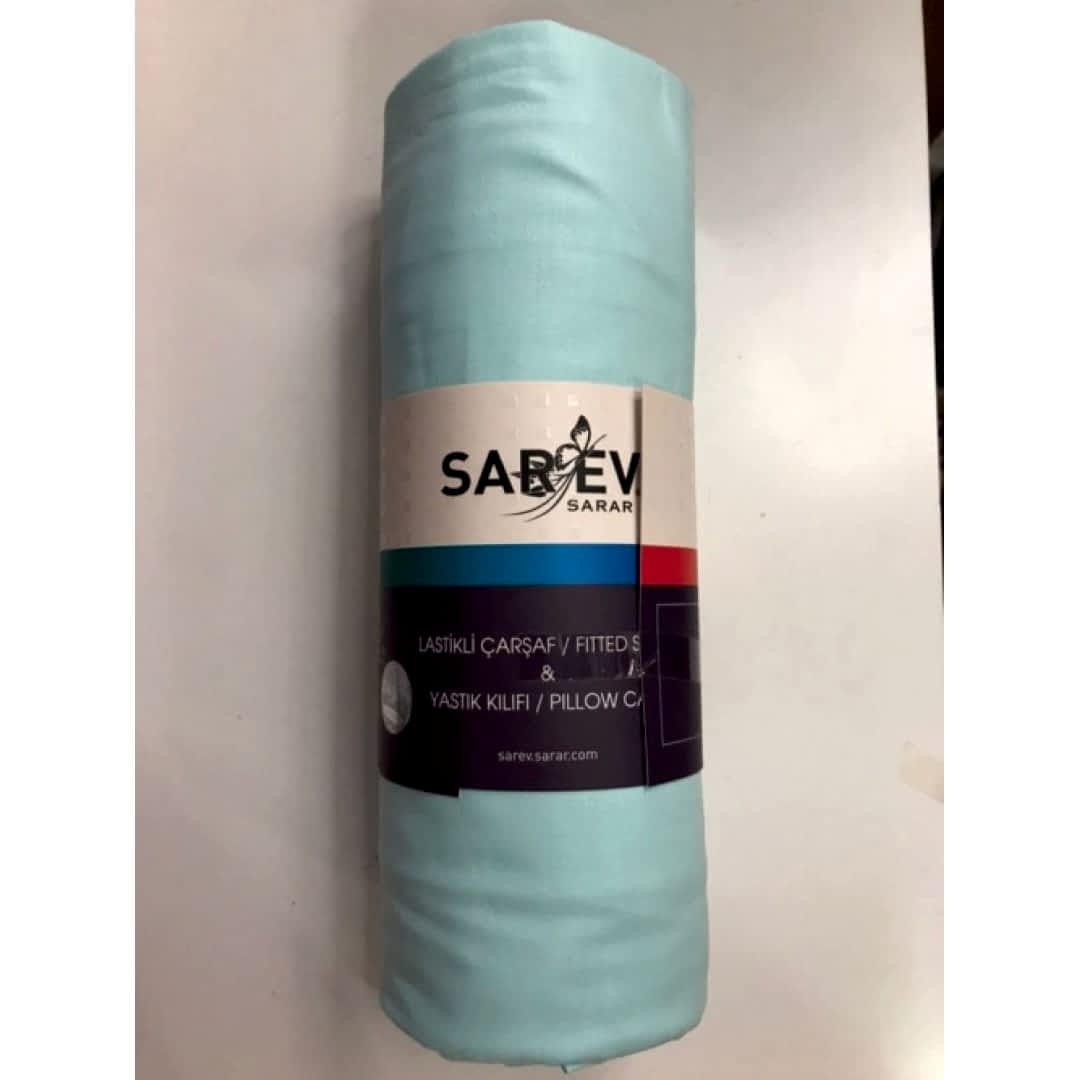 SAREV
SARAR
LASTİKLİ ÇARŞAF / FITTED S
&
YASTIK KILIFI / PILLOW CA
sarev.sarar.com